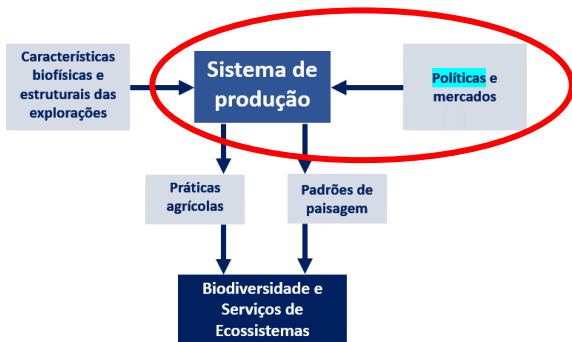 Características
biofísicas e
estruturais das
explorações
Sistema de
produção
Políticas e
mercados
Práticas
agrícolas
Padrões de
paisagem
Biodiversidade e
Serviços de
Ecossistemas